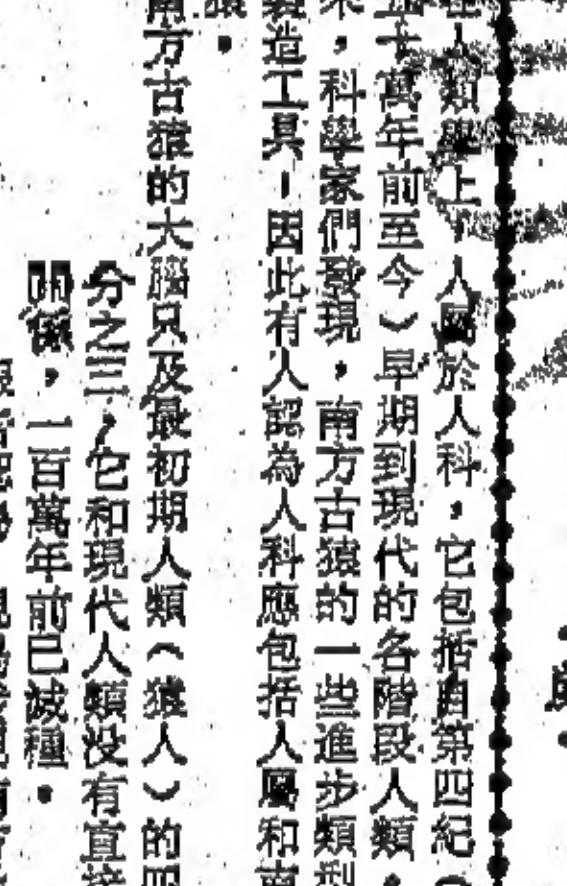 在人類學上，人屬於人科，它包括自第四紀（
五十萬年前至今）早期到現代的各階段人類，
來，科學家們發現，南方古猿的一些進步類型
製造工具，因此有人認為人科應包括人屬和南
猿。
南方古猿的大腦只及最初期人類（猿人）的四
分之三，它和現代人類没有直接
關係，一百萬年前已滅種。